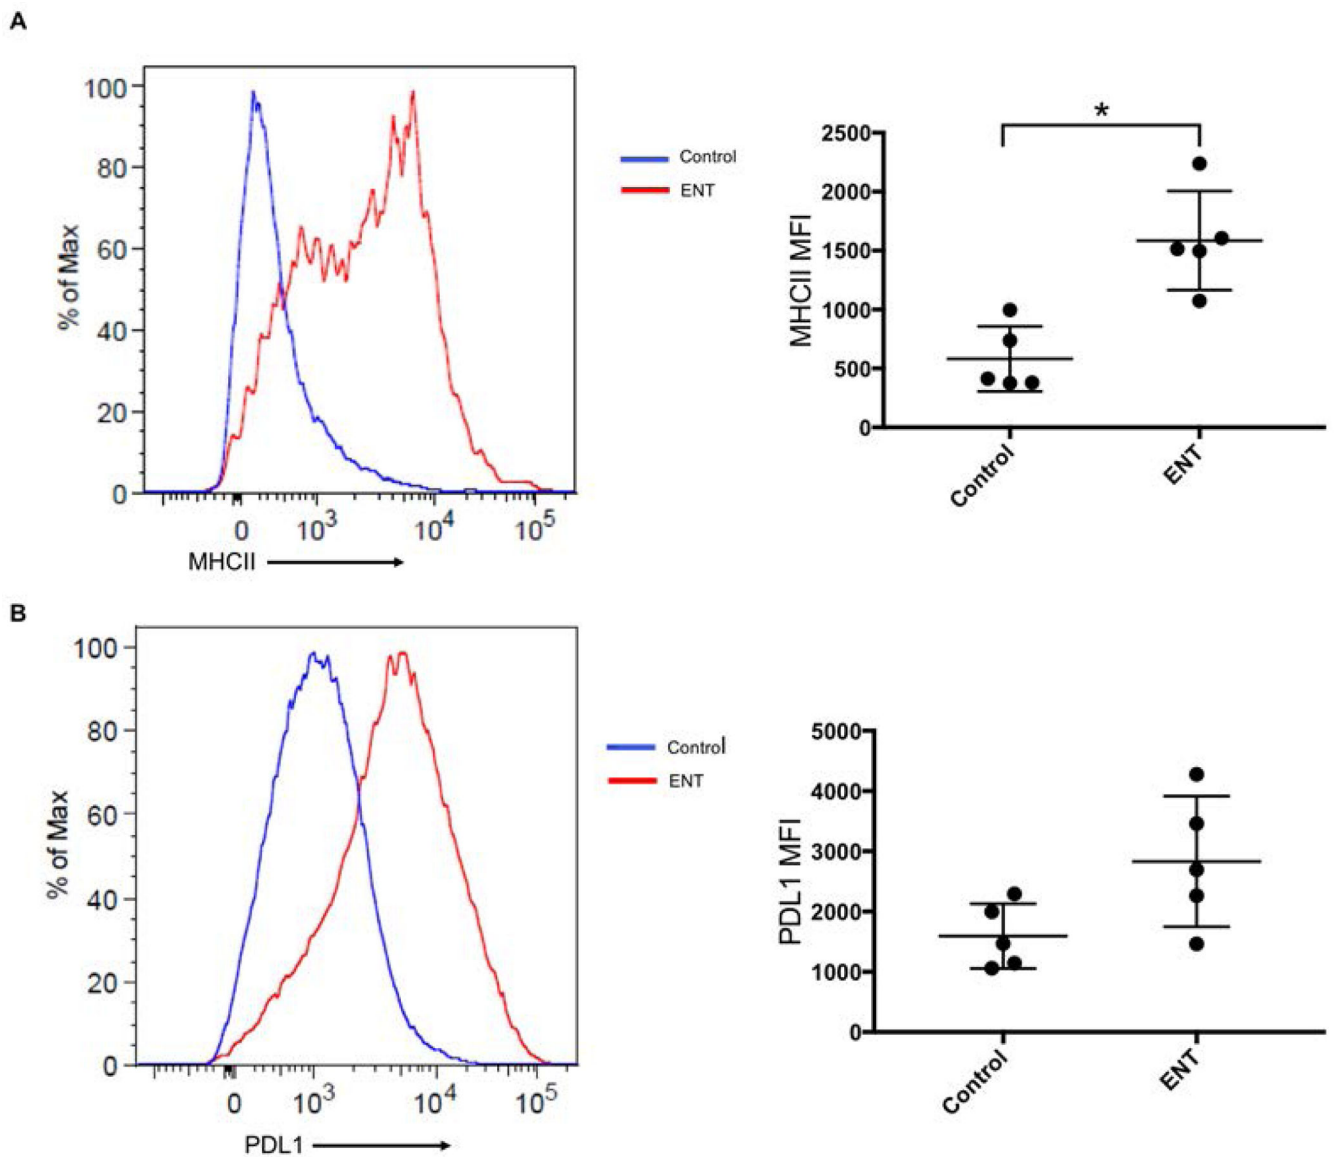 A
100
80
60
40
20
0
% of Max
0 10³ 10⁴ 10⁵
MHCII
Control
ENT
*
2500
2000
1500
1000
500
0
MHCII MFI
Control
ENT
B
100
80
60
40
20
0
% of Max
0 10³ 10⁴ 10⁵
PDL1
Control
ENT
5000
4000
3000
2000
1000
0
PDL1 MFI
Control
ENT